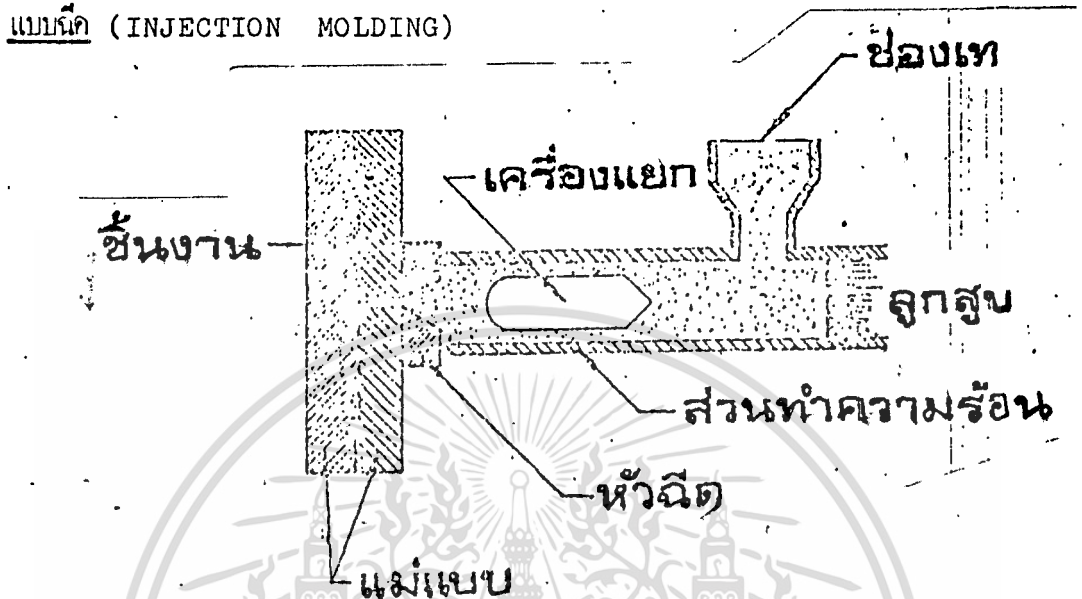 แบบฉีด (INJECTION MOLDING)
ช่องเท
เครื่องแยก
ชิ้นงาน
ลูกสูบ
ส่วนทำความร้อน
หัวฉีด
แม่แบบ